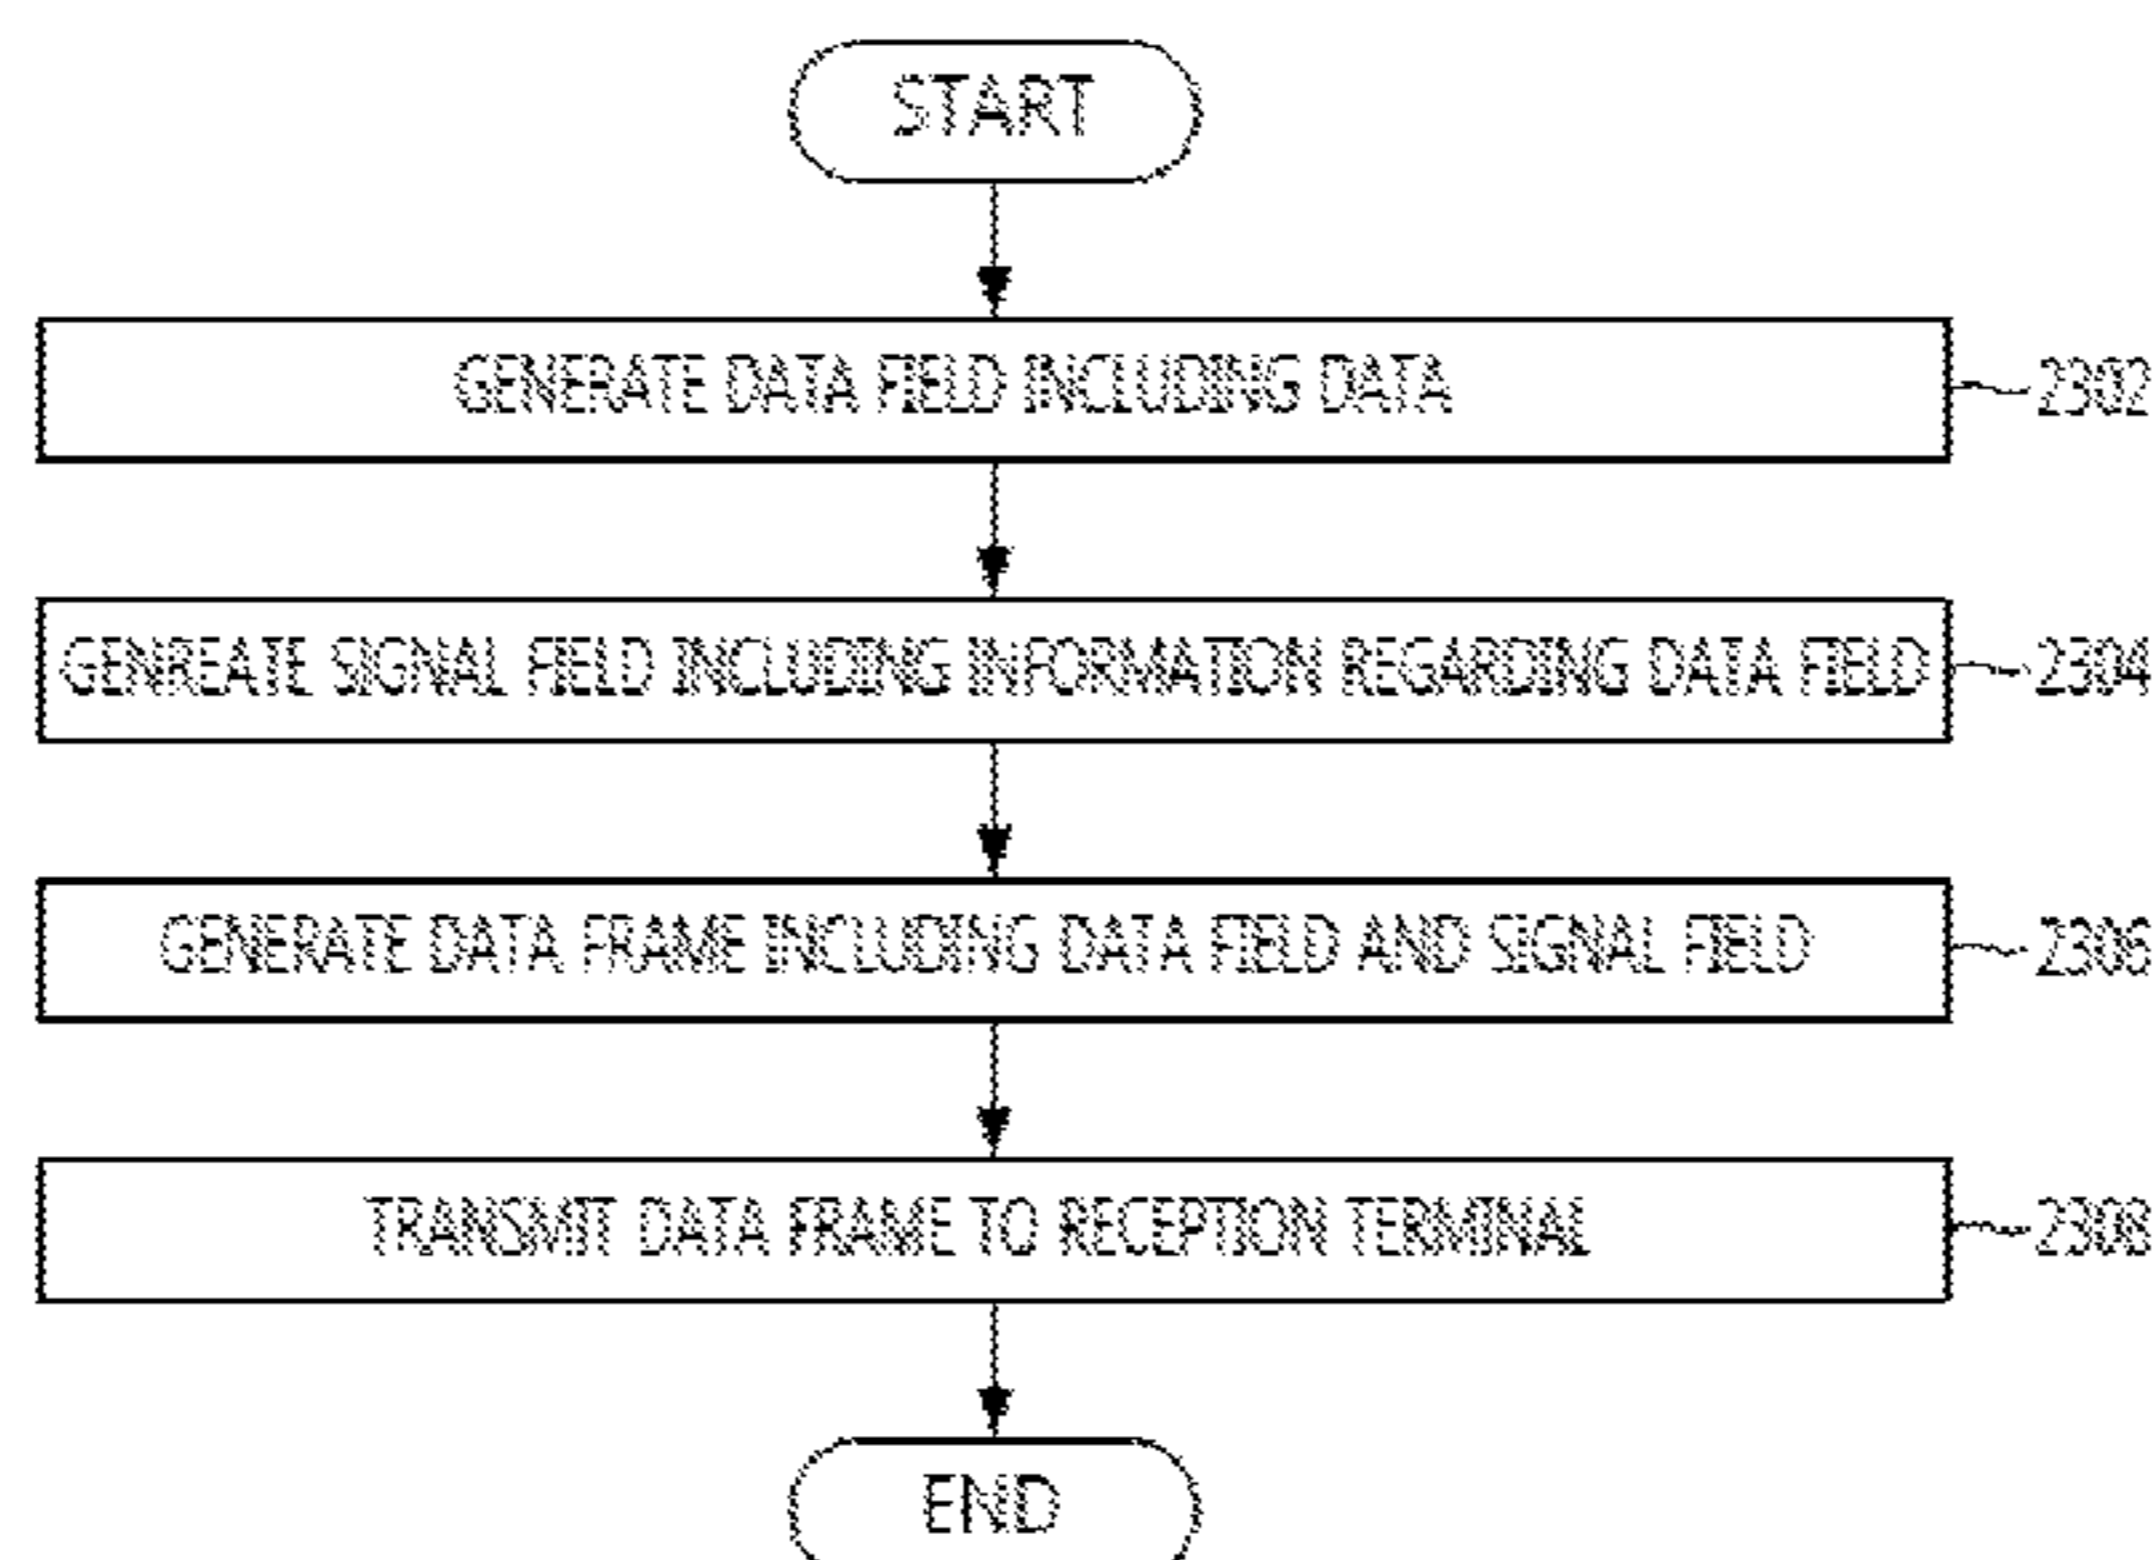 START
GENERATE DATA FIELD INCLUDING DATA
2302
GENREATE SIGNAL FIELD INCLUDING INFORMATION REGARDING DATA FIELD
2304
GENERATE DATA FRAME INCLUDING DATA FIELD AND SIGNAL FIELD
2306
TRANSMIT DATA FRAME TO RECEPTION TERMINAL
2308
END